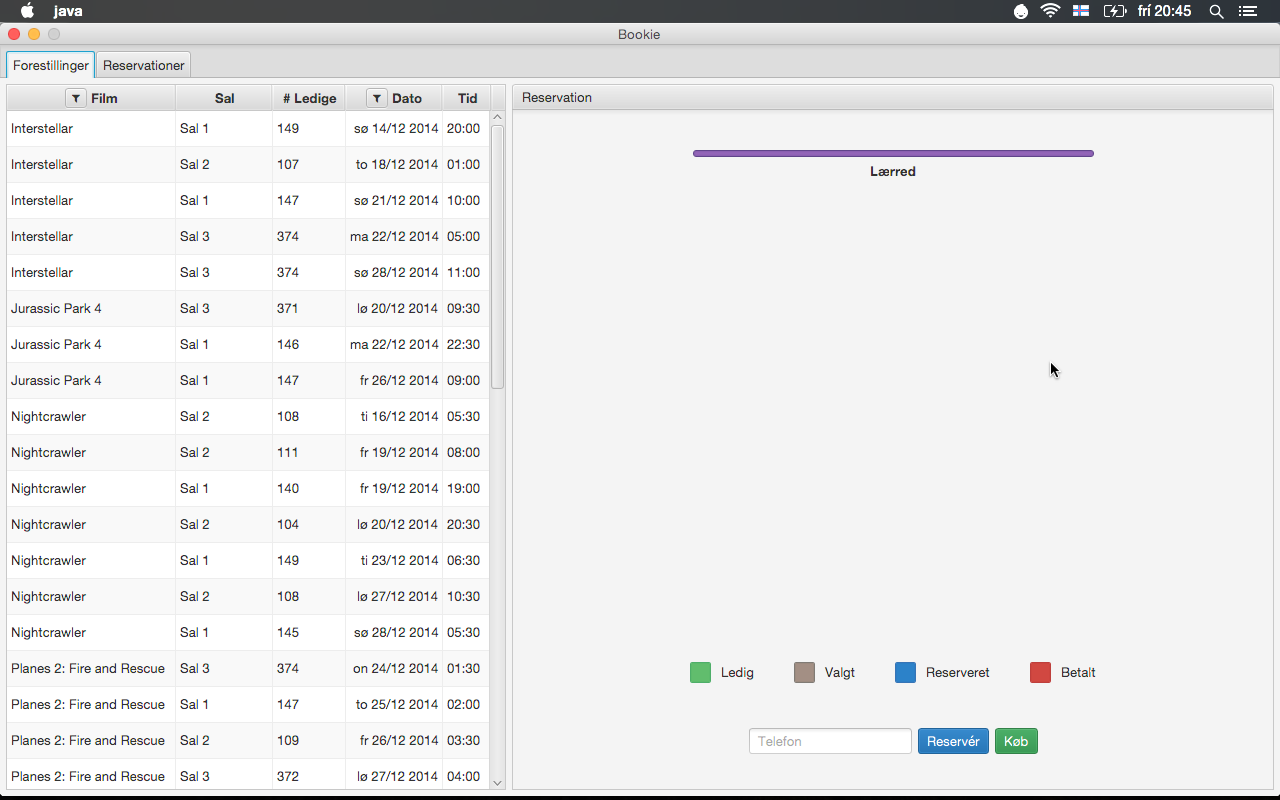 java
frí 20:45
Bookie
Forestillinger Reservationer
Film Sal # Ledige Dato Tid
Interstellar Sal 1 149 sø 14/12 2014 20:00
Interstellar Sal 2 107 to 18/12 2014 01:00
Interstellar Sal 1 147 sø 21/12 2014 10:00
Interstellar Sal 3 374 ma 22/12 2014 05:00
Interstellar Sal 3 374 sø 28/12 2014 11:00
Jurassic Park 4 Sal 3 371 lø 20/12 2014 09:30
Jurassic Park 4 Sal 1 146 ma 22/12 2014 22:30
Jurassic Park 4 Sal 1 147 fr 26/12 2014 09:00
Nightcrawler Sal 2 108 ti 16/12 2014 05:30
Nightcrawler Sal 2 111 fr 19/12 2014 08:00
Nightcrawler Sal 1 140 fr 19/12 2014 19:00
Nightcrawler Sal 2 104 lø 20/12 2014 20:30
Nightcrawler Sal 1 149 ti 23/12 2014 06:30
Nightcrawler Sal 2 108 lø 27/12 2014 10:30
Nightcrawler Sal 1 145 sø 28/12 2014 05:30
Planes 2: Fire and Rescue Sal 3 374 on 24/12 2014 01:30
Planes 2: Fire and Rescue Sal 1 147 to 25/12 2014 02:00
Planes 2: Fire and Rescue Sal 2 109 fr 26/12 2014 03:30
Planes 2: Fire and Rescue Sal 3 372 lø 27/12 2014 04:00
Reservation
Lærred
Ledig Valgt Reserveret Betalt
Telefon Reservér Køb